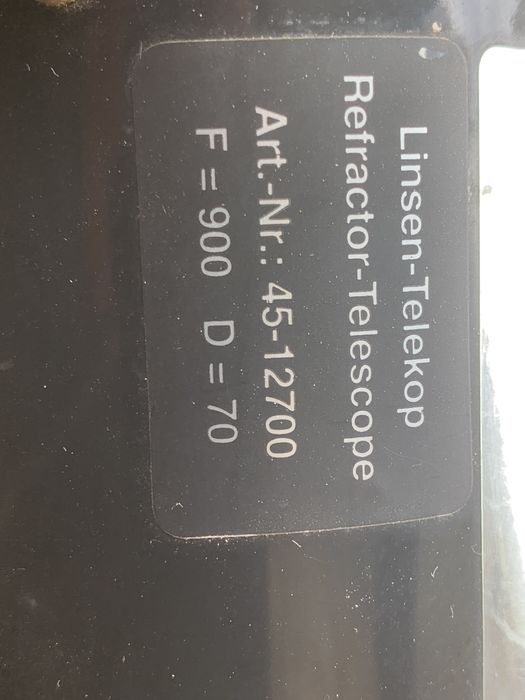 Linsen-Telekop
Refractor-Telescope
Art.-Nr.: 45-12700
F = 900 D = 70